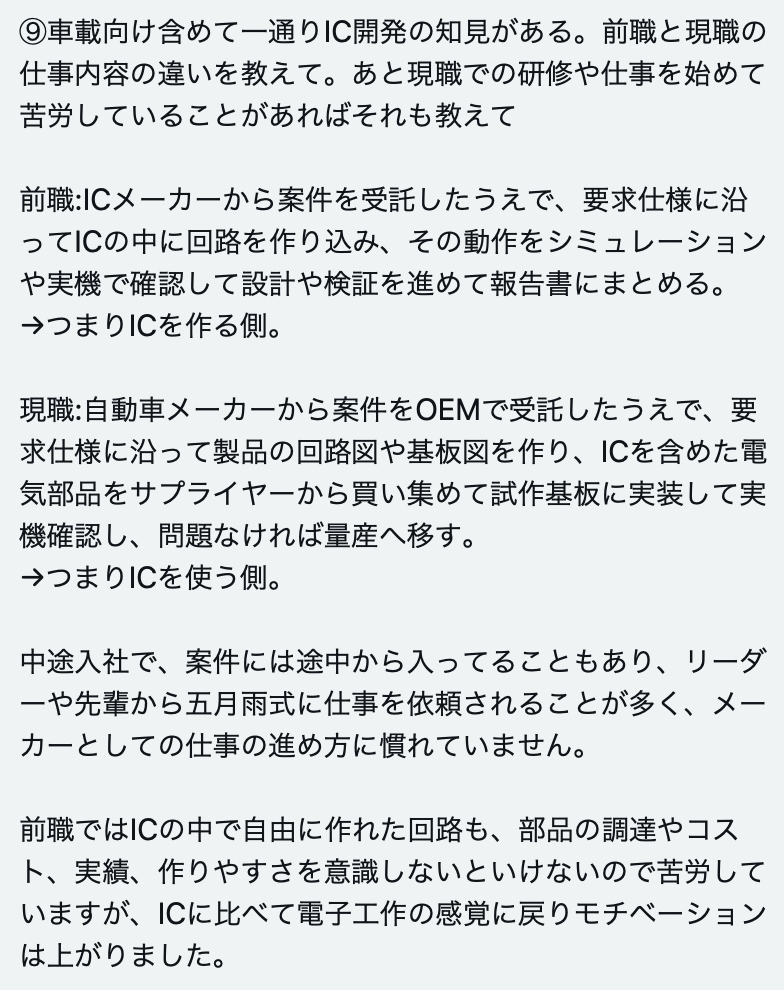 ⑨車載向け含めて一通りIC開発の知見がある。前職と現職の
仕事内容の違いを教えて。あと現職での研修や仕事を始めて
苦労していることがあればそれも教えて
前職:ICメーカーから案件を受託したうえで、要求仕様に沿
ってICの中に回路を作り込み、その動作をシミュレーション
や実機で確認して設計や検証を進めて報告書にまとめる。
→つまりICを作る側。
現職:自動車メーカーから案件をOEMで受託したうえで、要
求仕様に沿って製品の回路図や基板図を作り、ICを含めた電
気部品をサプライヤーから買い集めて試作基板に実装して実
機確認し、問題なければ量産へ移す。
→つまりICを使う側。
中途入社で、案件には途中から入ってることもあり、リーダ
ーや先輩から五月雨式に仕事を依頼されることが多く、メー
カーとしての仕事の進め方に慣れていません。
前職ではICの中で自由に作れた回路も、部品の調達やコス
ト、実績、作りやすさを意識しないといけないので苦労して
いますが、ICに比べて電子工作の感覚に戻りモチベーション
は上がりました。